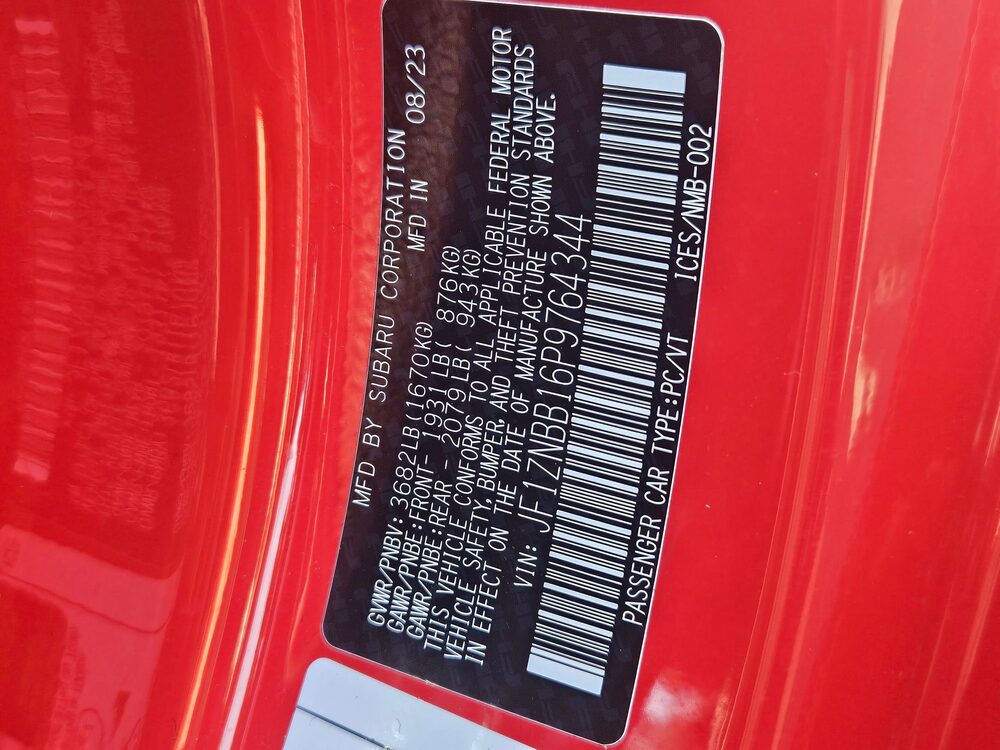 MFD BY SUBARU CORPORATION
MFD IN 08/23
GVWR/PNBV: 3682LB(1670KG)
GAWR/PNBE:FRONT- 1931LB( 876KG)
GAWR/PNBE:REAR - 2079LB( 943KG)
THIS VEHICLE CONFORMS TO ALL APPLICABLE FEDERAL MOTOR
VEHICLE SAFETY, BUMPER, AND THEFT PREVENTION STANDARDS
IN EFFECT ON THE DATE OF MANUFACTURE SHOWN ABOVE.
VIN: JF1ZNBB16P9764344
PASSENGER CAR TYPE:PC/VT ICES/NMB-002